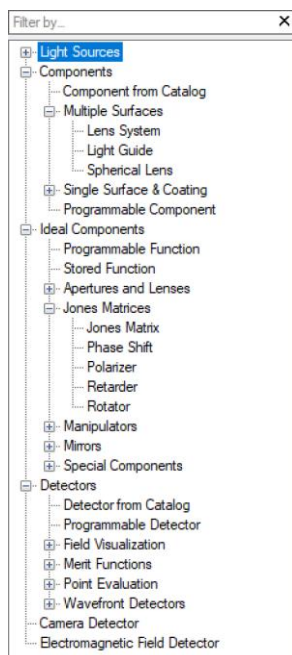 Filter by...
Light Sources
Components
Component from Catalog
Multiple Surfaces
Lens System
Light Guide
Spherical Lens
Single Surface & Coating
Programmable Component
Ideal Components
Programmable Function
Stored Function
Apertures and Lenses
Jones Matrices
Jones Matrix
Phase Shift
Polarizer
Retarder
Rotator
Manipulators
Mirrors
Special Components
Detectors
Detector from Catalog
Programmable Detector
Field Visualization
Merit Functions
Point Evaluation
Wavefront Detectors
Camera Detector
Electromagnetic Field Detector